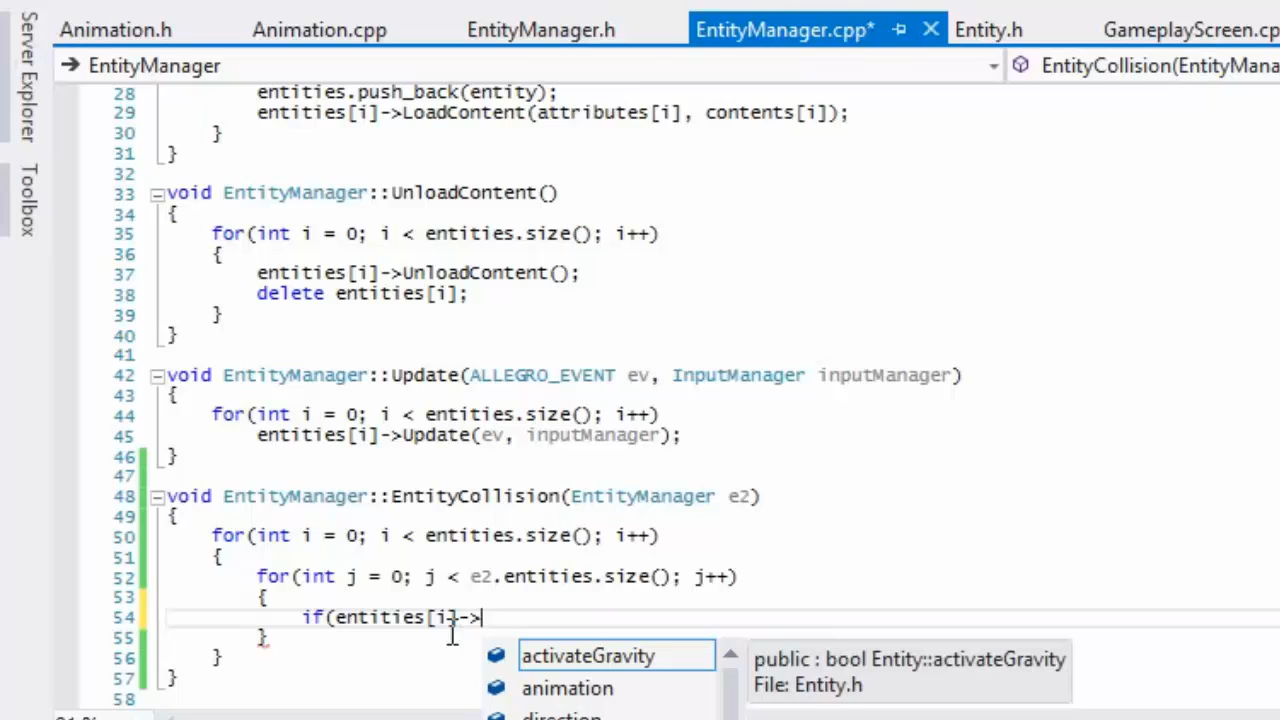 Server Explorer
Toolbox
Animation.h Animation.cpp EntityManager.h EntityManager.cpp* Entity.h GameplayScreen.cp
EntityManager EntityCollision(EntityMana
28 entities.push_back(entity);
29 entities[i]->LoadContent(attributes[i], contents[i]);
30 }
31 }
32
33 void EntityManager::UnloadContent()
34 {
35 for(int i = 0; i < entities.size(); i++)
36 {
37 entities[i]->UnloadContent();
38 delete entities[i];
39 }
40 }
41
42 void EntityManager::Update(ALLEGRO_EVENT ev, InputManager inputManager)
43 {
44 for(int i = 0; i < entities.size(); i++)
45 entities[i]->Update(ev, inputManager);
46 }
47
48 void EntityManager::EntityCollision(EntityManager e2)
49 {
50 for(int i = 0; i < entities.size(); i++)
51 {
52 for(int j = 0; j < e2.entities.size(); j++)
53 {
54 if(entities[i]->
55 }
56 }
57 }
58
activateGravity
animation
direction
public : bool Entity::activateGravity
File: Entity.h